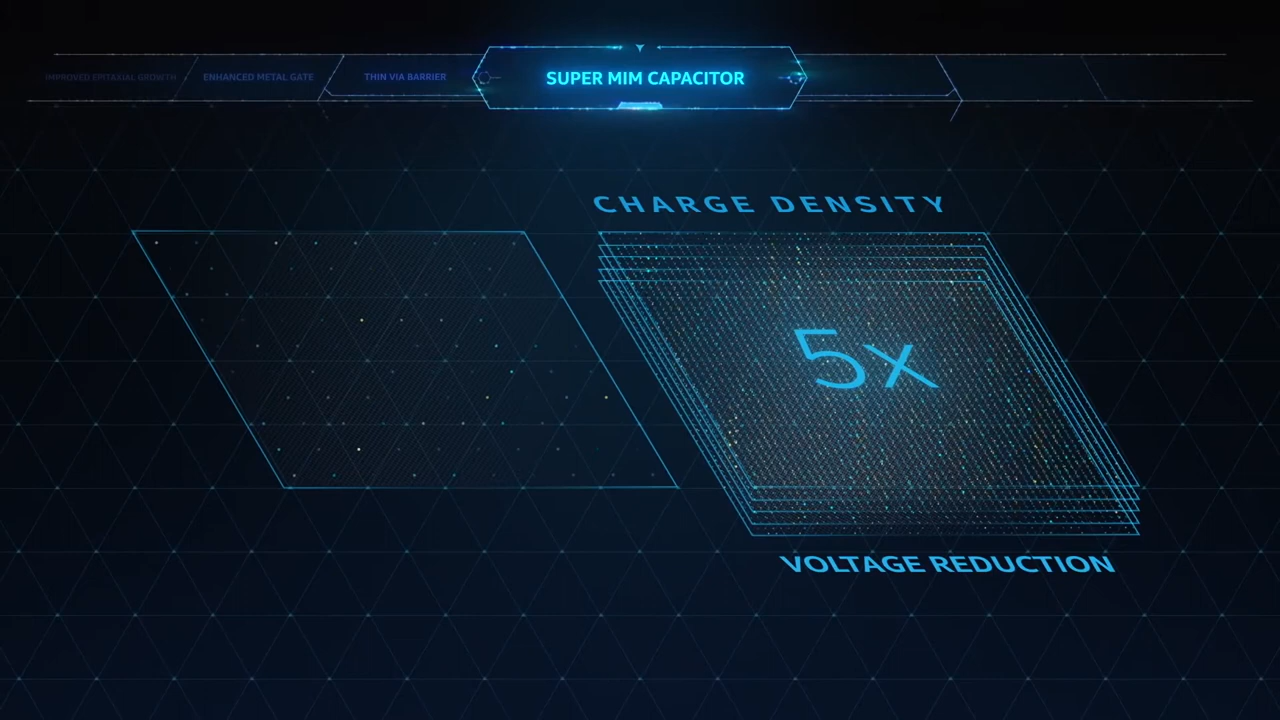 IMPROVED EPITAXIAL GROWTH
ENHANCED METAL GATE
THIN VIA BARRIER
SUPER MIM CAPACITOR
CHARGE DENSITY
5x
VOLTAGE REDUCTION